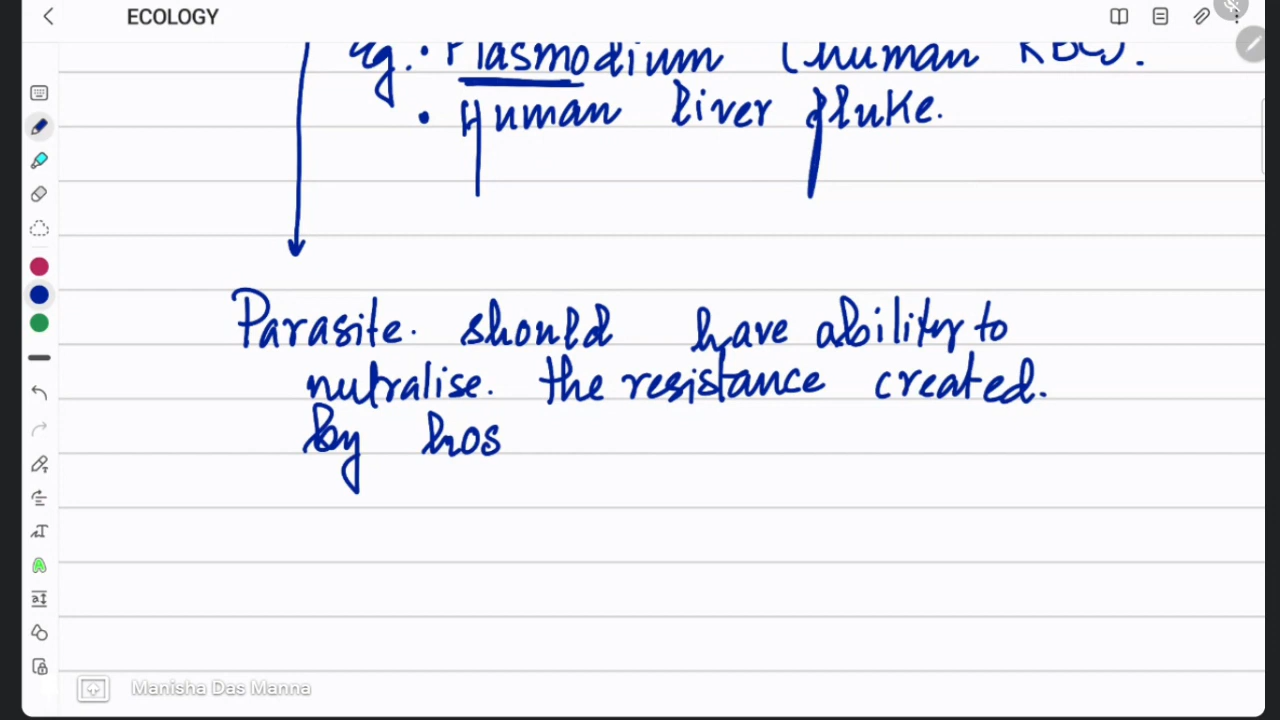 ECOLOGY
eg. • Plasmodium (human RBC).
• Human liver fluke.
Parasite. should have ability to
nutralise. the resistance created.
by hos
Manisha Das Manna